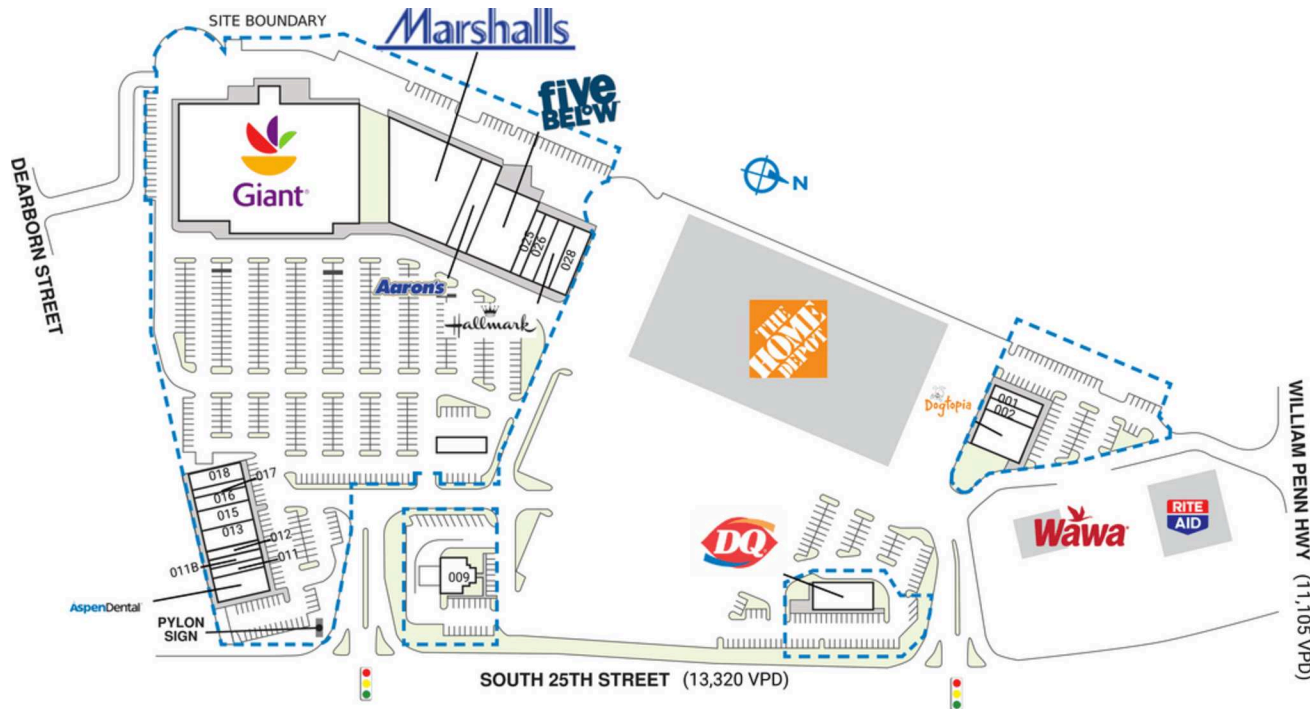 SITE BOUNDARY
Marshalls
five
BELOW
Giant
N
DEARBORN STREET
025
026
028
Aaron's
Hallmark
THE
HOME
DEPOT
Dogtopia
001
002
WILLIAM PENN HWY (11,105 VPD)
018
017
016
015
013
012
011
011B
AspenDental
PYLON
SIGN
009
DQ
Wawa
RITE
AID
SOUTH 25TH STREET (13,320 VPD)